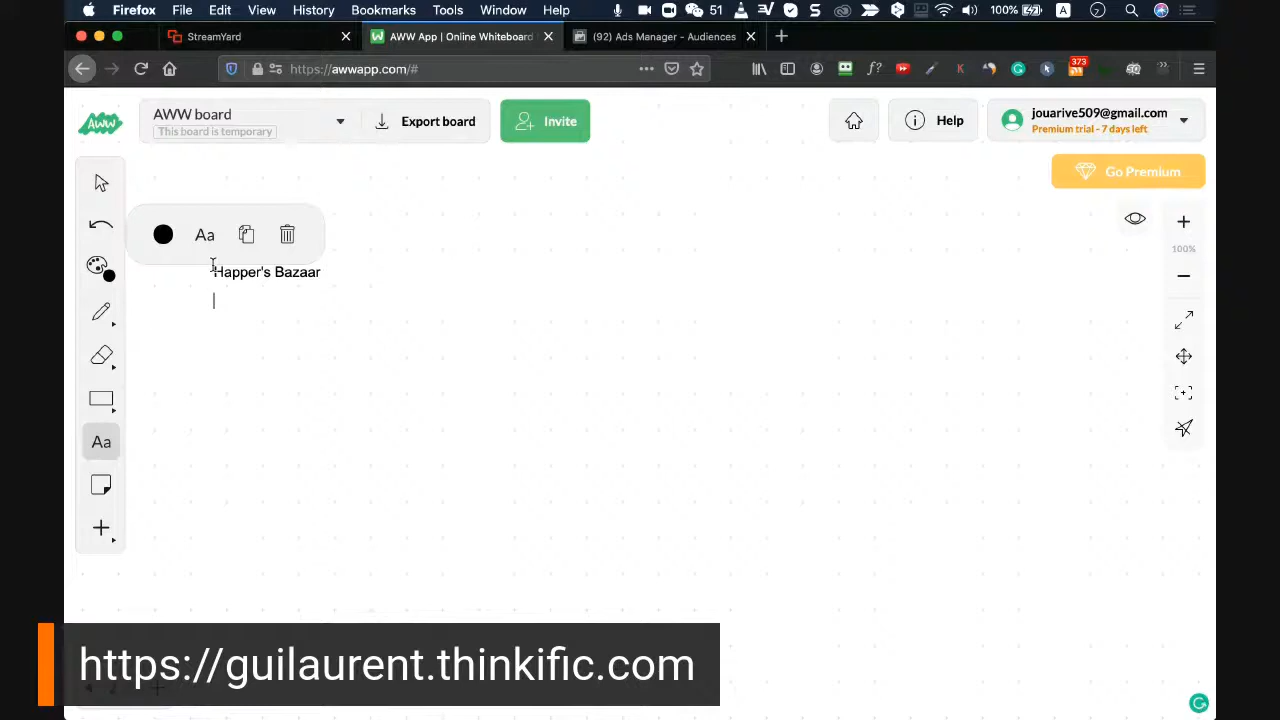 Firefox File Edit View History Bookmarks Tools Window Help 51 100% A
StreamYard
AWW App | Online Whiteboard
(92) Ads Manager - Audiences
https://awwapp.com/#
373
AWW
AWW board
This board is temporary
Export board
Invite
Help
jouarive509@gmail.com
Premium trial - 7 days left
Go Premium
Aa
100%
Happer's Bazaar
Aa
https://guilaurent.thinkific.com